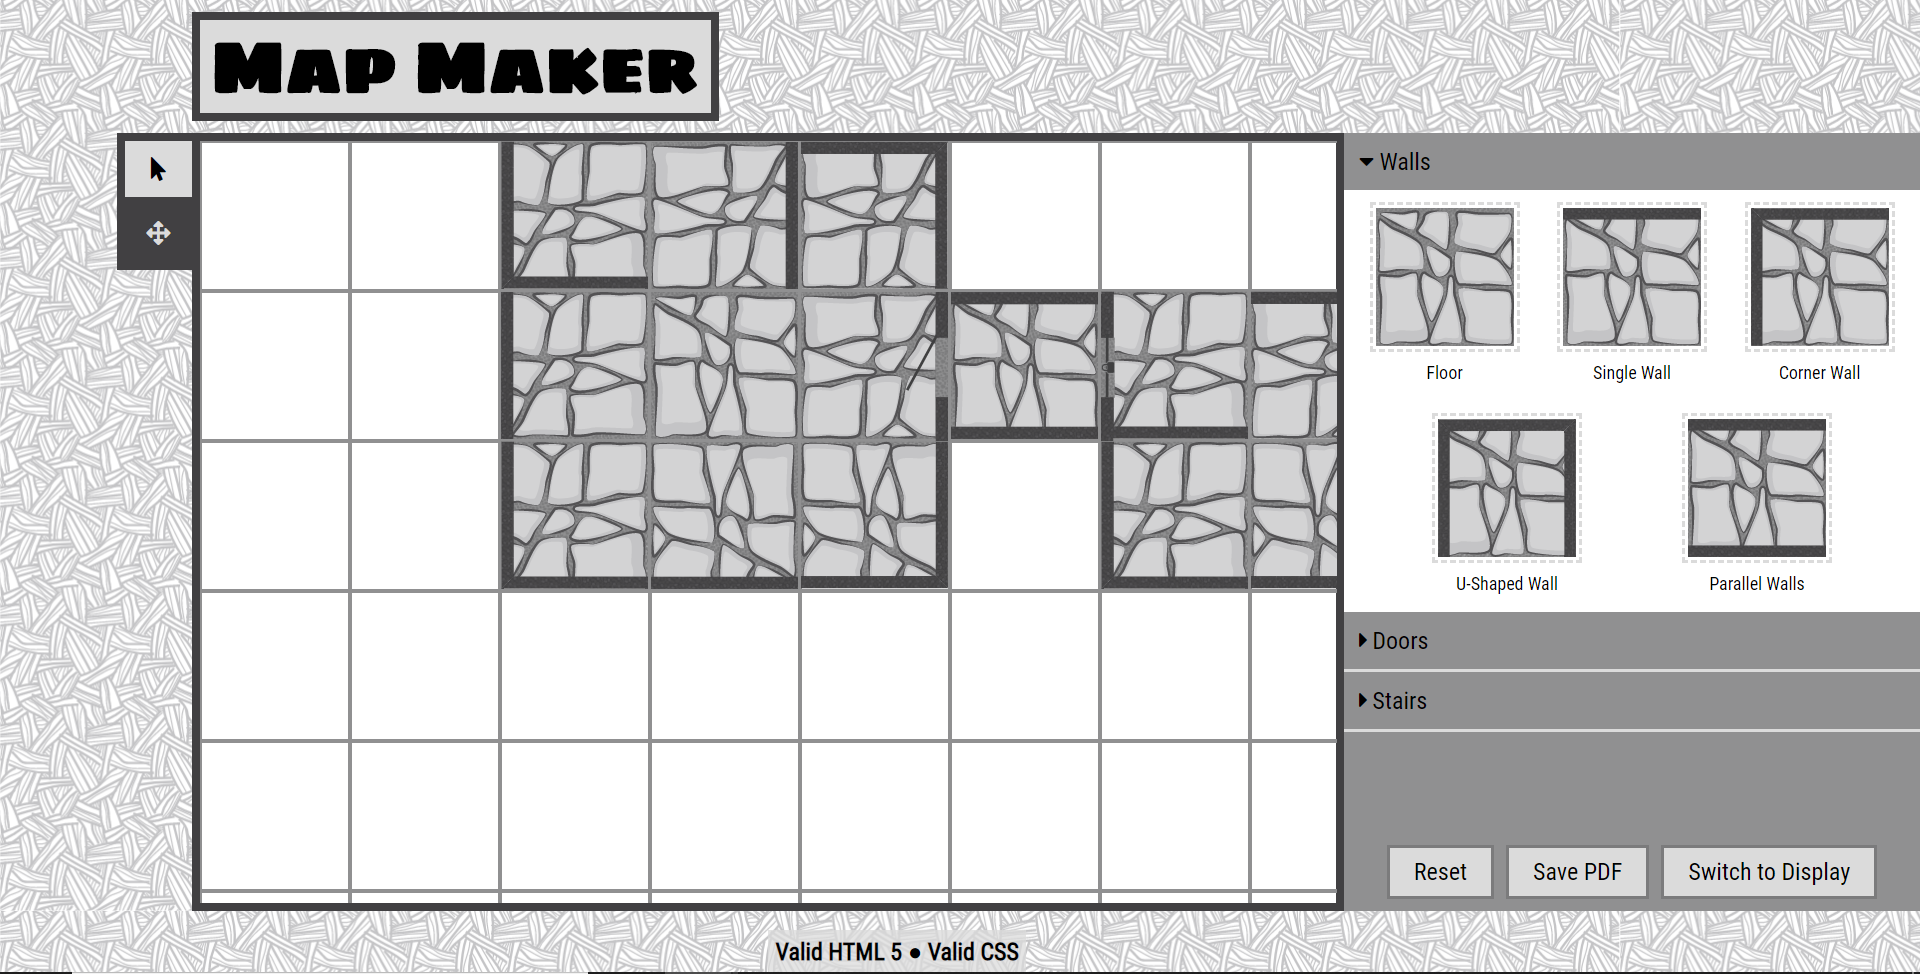 Map Maker
Walls
Floor
Single Wall
Corner Wall
U-Shaped Wall
Parallel Walls
Doors
Stairs
Reset
Save PDF
Switch to Display
Valid HTML 5 ● Valid CSS